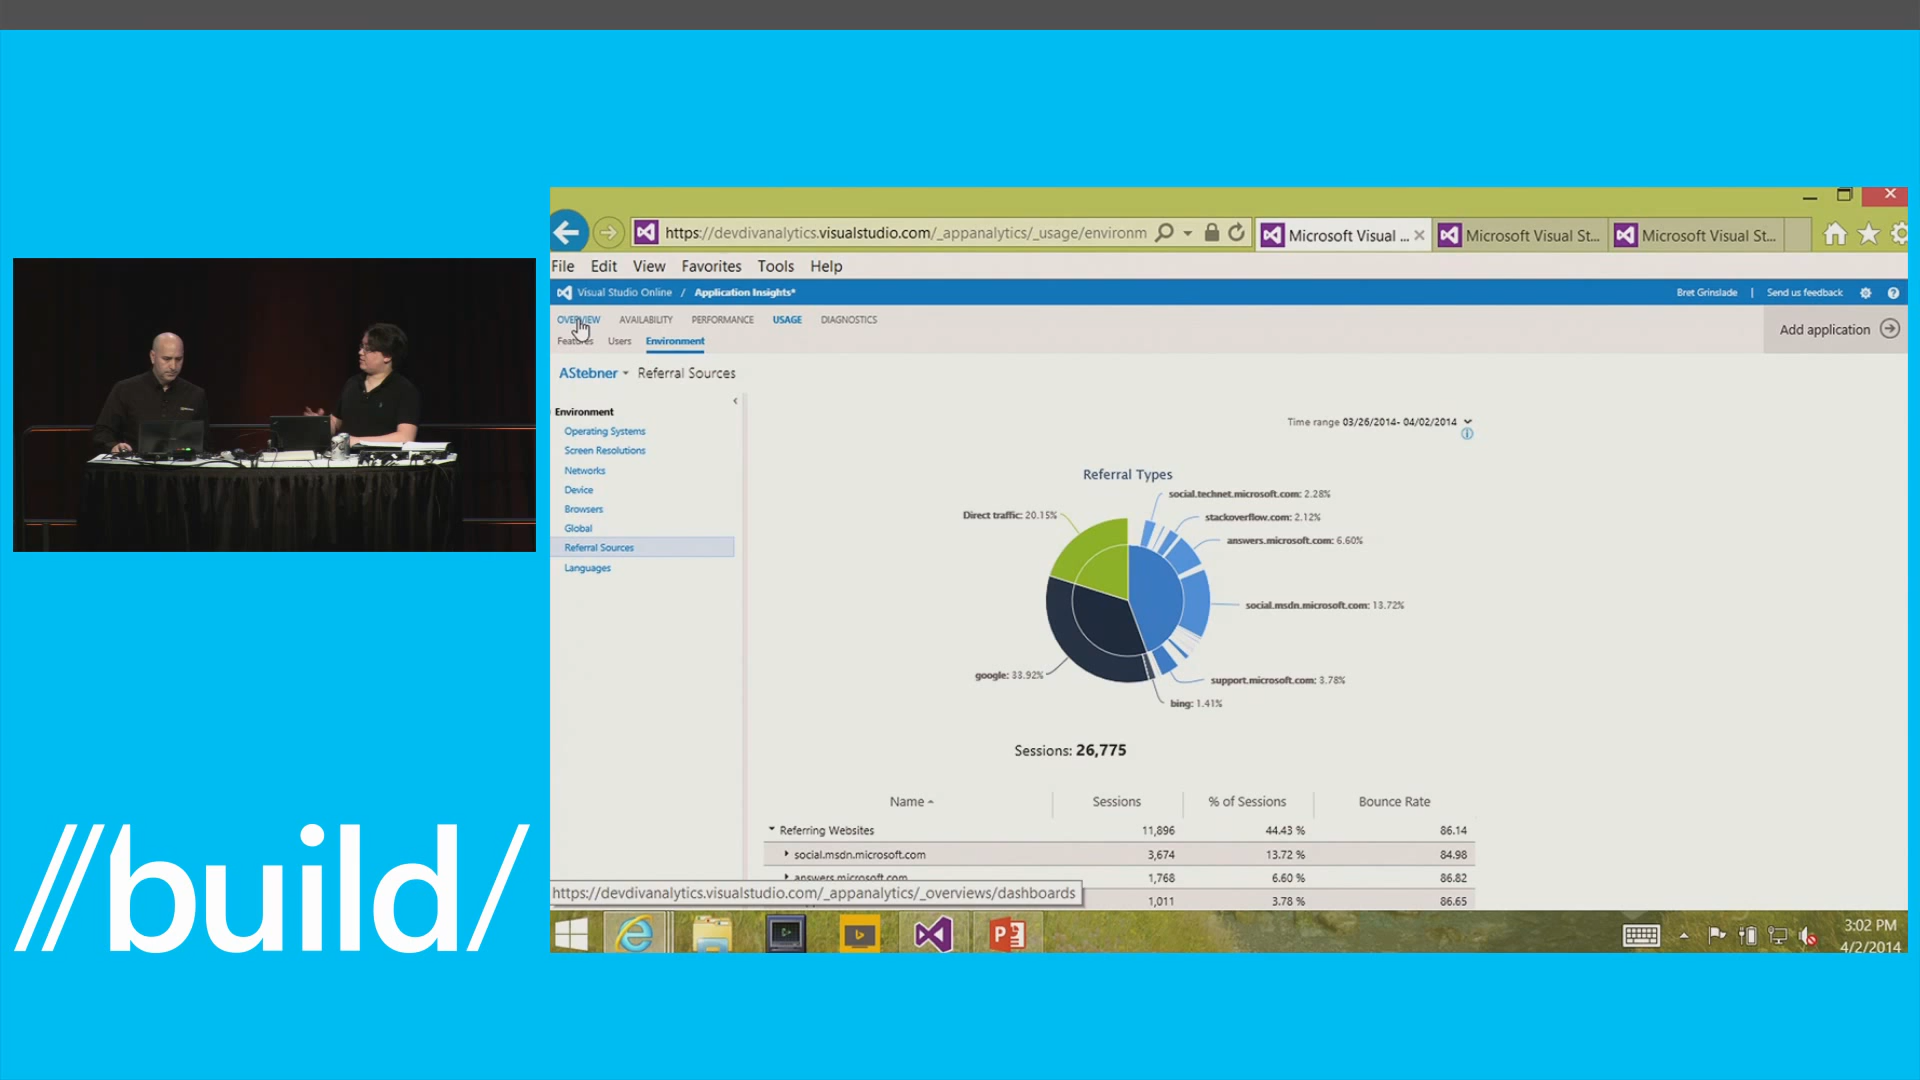 https://devdivanalytics.visualstudio.com/_appanalytics/_usage/environm
Microsoft Visual ...
Microsoft Visual St...
Microsoft Visual St...
File Edit View Favorites Tools Help
Visual Studio Online / Application Insights*
Bret Grinslade | Send us feedback
OVERVIEW AVAILABILITY PERFORMANCE USAGE DIAGNOSTICS
Add application
Features Users Environment
AStebner Referral Sources
Environment
Operating Systems
Screen Resolutions
Networks
Device
Browsers
Global
Referral Sources
Languages
Time range 03/26/2014- 04/02/2014
Referral Types
social.technet.microsoft.com: 2.28%
Direct traffic: 20.15%
stackoverflow.com: 2.12%
answers.microsoft.com: 6.60%
social.msdn.microsoft.com: 13.72%
google: 33.92%
support.microsoft.com: 3.78%
bing: 1.41%
Sessions: 26,775
Name Sessions % of Sessions Bounce Rate
Referring Websites 11,896 44.43 % 86.14
social.msdn.microsoft.com 3,674 13.72 % 84.98
answers.microsoft.com 1,768 6.60 % 86.82
1,011 3.78 % 86.65
https://devdivanalytics.visualstudio.com/_appanalytics/_overviews/dashboards
3:02 PM
4/2/2014
//build/